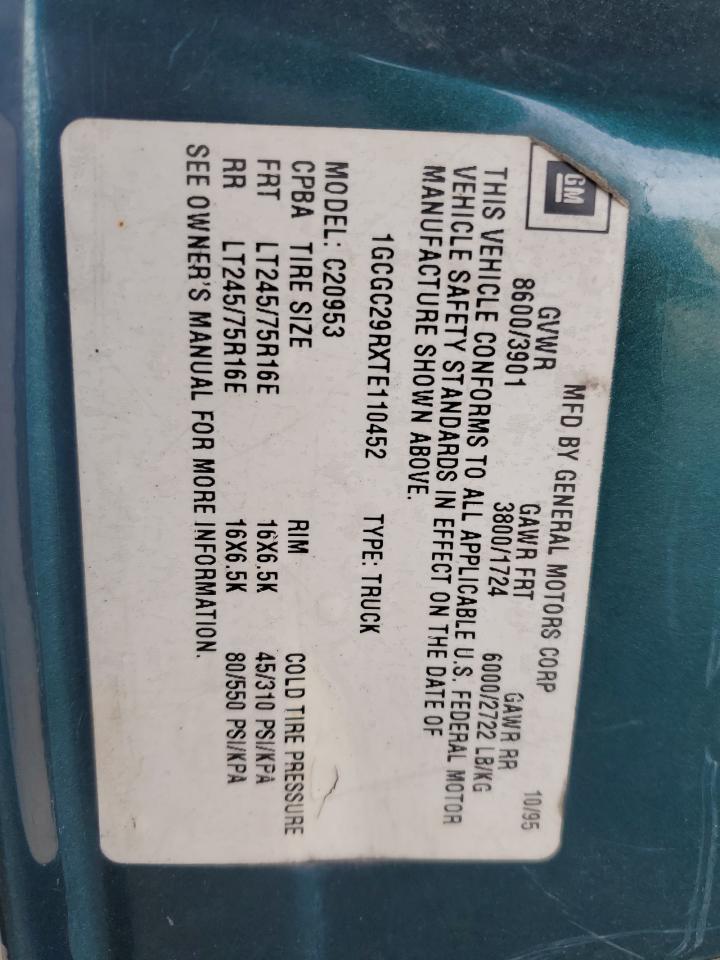 GM
MFD BY GENERAL MOTORS CORP 10/95
GVWR GAWR FRT GAWR RR
8600/3901 3800/1724 6000/2722 LB/KG
THIS VEHICLE CONFORMS TO ALL APPLICABLE U.S. FEDERAL MOTOR
VEHICLE SAFETY STANDARDS IN EFFECT ON THE DATE OF
MANUFACTURE SHOWN ABOVE.
1GCGC29RXTE110452 TYPE: TRUCK
MODEL: C20953
CPBA TIRE SIZE RIM COLD TIRE PRESSURE
FRT LT245/75R16E 16X6.5K 45/310 PSI/KPA
RR LT245/75R16E 16X6.5K 80/550 PSI/KPA
SEE OWNER'S MANUAL FOR MORE INFORMATION.